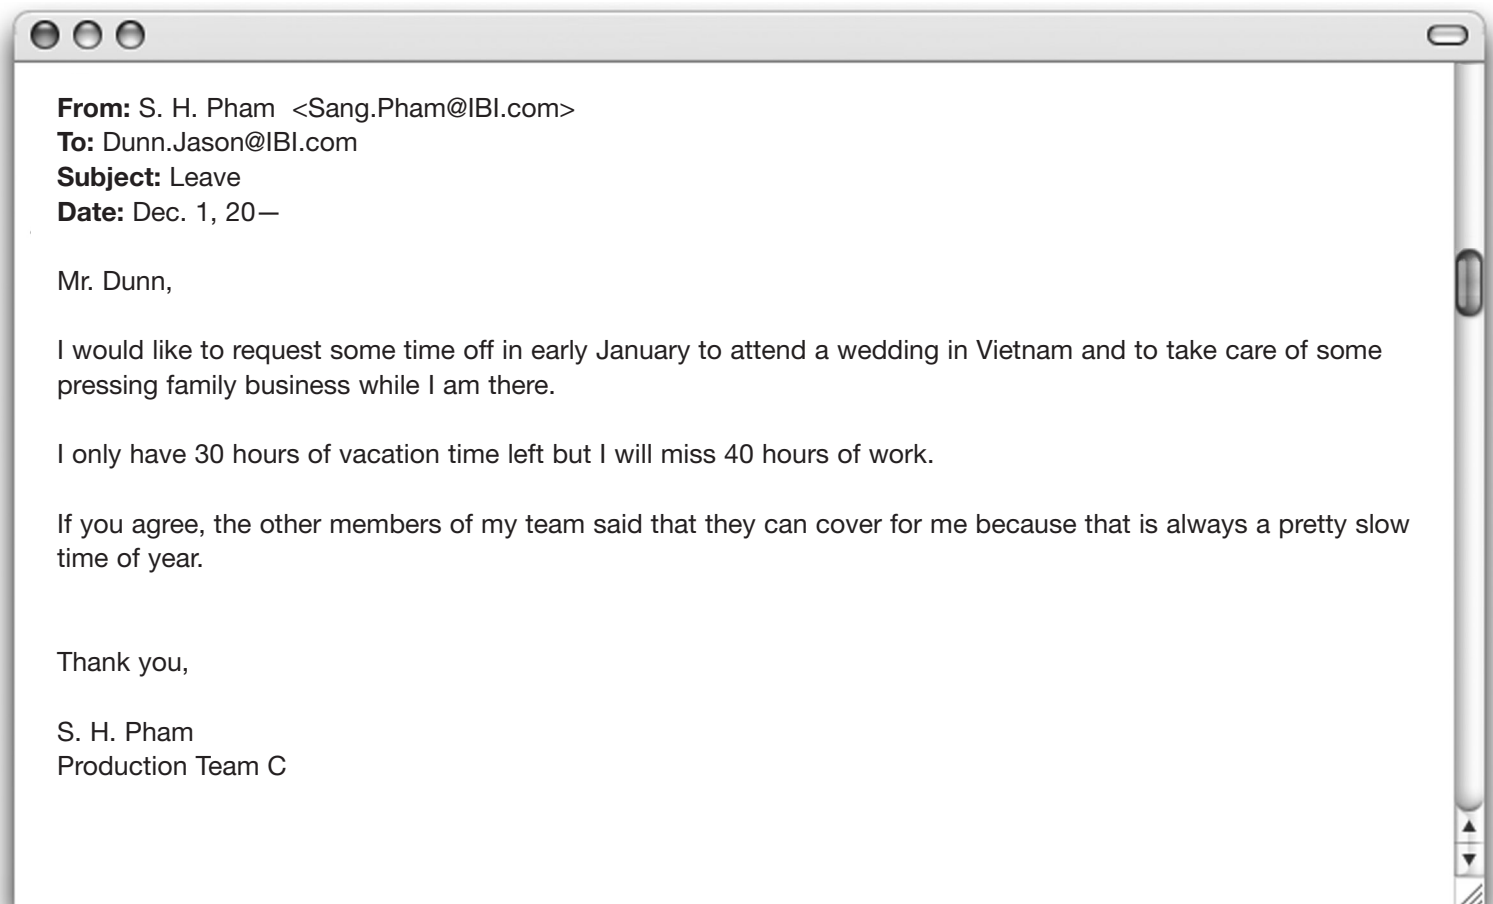 From: S. H. Pham <Sang.Pham@IBI.com>
To: Dunn.Jason@IBI.com
Subject: Leave
Date: Dec. 1, 20—
Mr. Dunn,
I would like to request some time off in early January to attend a wedding in Vietnam and to take care of some
pressing family business while I am there.
I only have 30 hours of vacation time left but I will miss 40 hours of work.
If you agree, the other members of my team said that they can cover for me because that is always a pretty slow
time of year.
Thank you,
S. H. Pham
Production Team C